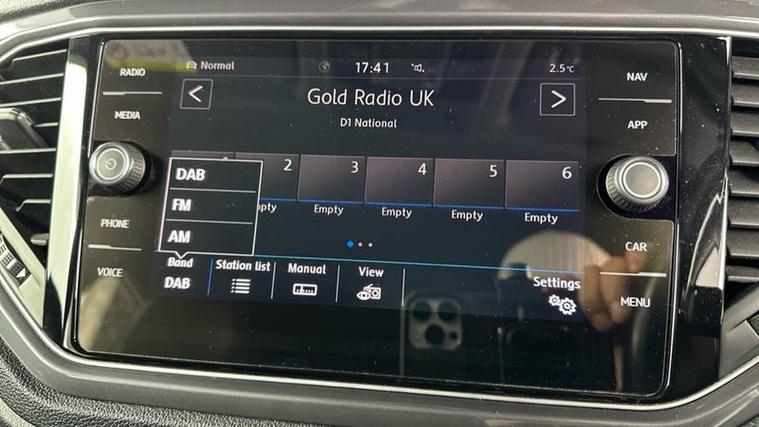 RADIO
Normal
17:41
2.5°C
NAV
MEDIA
Gold Radio UK
D1 National
APP
DAB
FM
AM
2
3
4
5
6
pty
Empty
Empty
Empty
Empty
PHONE
VOICE
CAR
MENU
Band
DAB
Station list
Manual
View
Settings